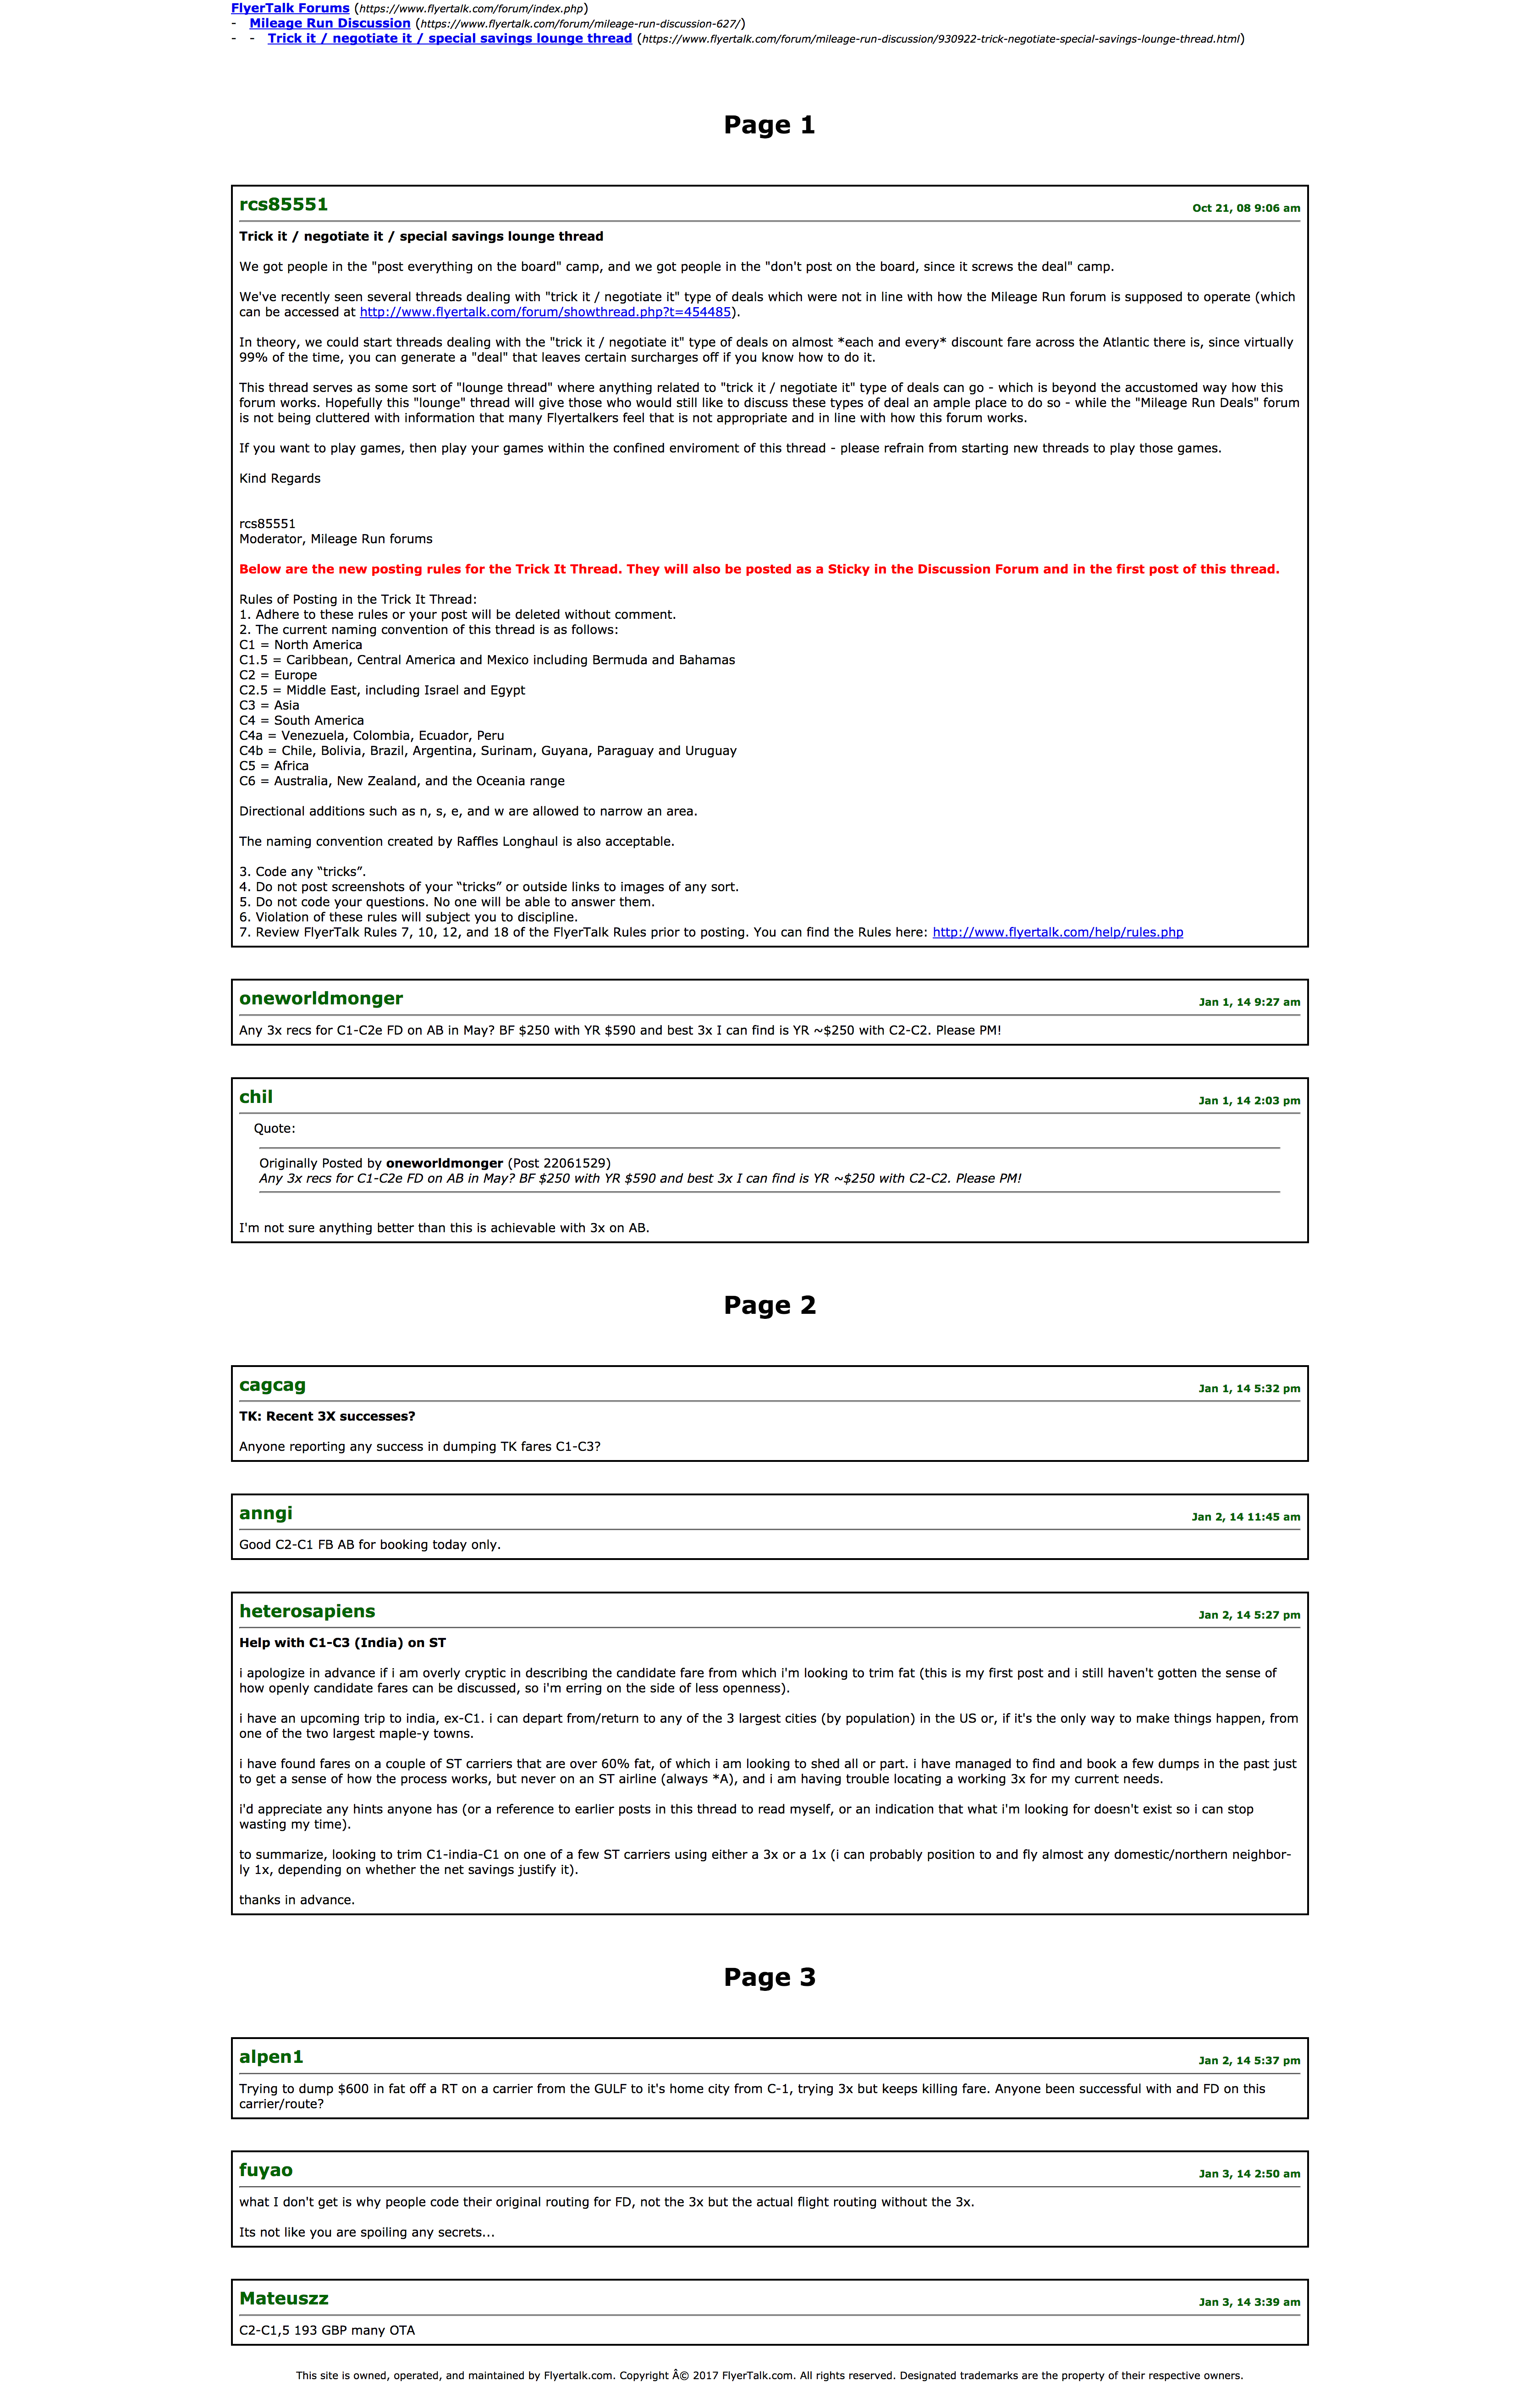 FlyerTalk Forums (https://www.flyertalk.com/forum/index.php)
- Mileage Run Discussion (https://www.flyertalk.com/forum/mileage-run-discussion-627/)
- - Trick it / negotiate it / special savings lounge thread (https://www.flyertalk.com/forum/mileage-run-discussion/930922-trick-negotiate-special-savings-lounge-thread.html)
Page 1
rcs85551 Oct 21, 08 9:06 am
Trick it / negotiate it / special savings lounge thread
We got people in the "post everything on the board" camp, and we got people in the "don't post on the board, since it screws the deal" camp.
We've recently seen several threads dealing with "trick it / negotiate it" type of deals which were not in line with how the Mileage Run forum is supposed to operate (which
can be accessed at http://www.flyertalk.com/forum/showthread.php?t=454485).
In theory, we could start threads dealing with the "trick it / negotiate it" type of deals on almost *each and every* discount fare across the Atlantic there is, since virtually
99% of the time, you can generate a "deal" that leaves certain surcharges off if you know how to do it.
This thread serves as some sort of "lounge thread" where anything related to "trick it / negotiate it" type of deals can go - which is beyond the accustomed way how this
forum works. Hopefully this "lounge" thread will give those who would still like to discuss these types of deal an ample place to do so - while the "Mileage Run Deals" forum
is not being cluttered with information that many Flyertalkers feel that is not appropriate and in line with how this forum works.
If you want to play games, then play your games within the confined enviroment of this thread - please refrain from starting new threads to play those games.
Kind Regards
rcs85551
Moderator, Mileage Run forums
Below are the new posting rules for the Trick It Thread. They will also be posted as a Sticky in the Discussion Forum and in the first post of this thread.
Rules of Posting in the Trick It Thread:
1. Adhere to these rules or your post will be deleted without comment.
2. The current naming convention of this thread is as follows:
C1 = North America
C1.5 = Caribbean, Central America and Mexico including Bermuda and Bahamas
C2 = Europe
C2.5 = Middle East, including Israel and Egypt
C3 = Asia
C4 = South America
C4a = Venezuela, Colombia, Ecuador, Peru
C4b = Chile, Bolivia, Brazil, Argentina, Surinam, Guyana, Paraguay and Uruguay
C5 = Africa
C6 = Australia, New Zealand, and the Oceania range
Directional additions such as n, s, e, and w are allowed to narrow an area.
The naming convention created by Raffles Longhaul is also acceptable.
3. Code any “tricks”.
4. Do not post screenshots of your “tricks” or outside links to images of any sort.
5. Do not code your questions. No one will be able to answer them.
6. Violation of these rules will subject you to discipline.
7. Review FlyerTalk Rules 7, 10, 12, and 18 of the FlyerTalk Rules prior to posting. You can find the Rules here: http://www.flyertalk.com/help/rules.php
oneworldmonger Jan 1, 14 9:27 am
Any 3x recs for C1-C2e FD on AB in May? BF $250 with YR $590 and best 3x I can find is YR ~$250 with C2-C2. Please PM!
chil Jan 1, 14 2:03 pm
Quote:
Originally Posted by oneworldmonger (Post 22061529)
Any 3x recs for C1-C2e FD on AB in May? BF $250 with YR $590 and best 3x I can find is YR ~$250 with C2-C2. Please PM!
I'm not sure anything better than this is achievable with 3x on AB.
Page 2
cagcag Jan 1, 14 5:32 pm
TK: Recent 3X successes?
Anyone reporting any success in dumping TK fares C1-C3?
anngi Jan 2, 14 11:45 am
Good C2-C1 FB AB for booking today only.
heterosapiens Jan 2, 14 5:27 pm
Help with C1-C3 (India) on ST
i apologize in advance if i am overly cryptic in describing the candidate fare from which i'm looking to trim fat (this is my first post and i still haven't gotten the sense of
how openly candidate fares can be discussed, so i'm erring on the side of less openness).
i have an upcoming trip to india, ex-C1. i can depart from/return to any of the 3 largest cities (by population) in the US or, if it's the only way to make things happen, from
one of the two largest maple-y towns.
i have found fares on a couple of ST carriers that are over 60% fat, of which i am looking to shed all or part. i have managed to find and book a few dumps in the past just
to get a sense of how the process works, but never on an ST airline (always *A), and i am having trouble locating a working 3x for my current needs.
i'd appreciate any hints anyone has (or a reference to earlier posts in this thread to read myself, or an indication that what i'm looking for doesn't exist so i can stop
wasting my time).
to summarize, looking to trim C1-india-C1 on one of a few ST carriers using either a 3x or a 1x (i can probably position to and fly almost any domestic/northern neighbor-
ly 1x, depending on whether the net savings justify it).
thanks in advance.
Page 3
alpen1 Jan 2, 14 5:37 pm
Trying to dump $600 in fat off a RT on a carrier from the GULF to it's home city from C-1, trying 3x but keeps killing fare. Anyone been successful with and FD on this
carrier/route?
fuyao Jan 3, 14 2:50 am
what I don't get is why people code their original routing for FD, not the 3x but the actual flight routing without the 3x.
Its not like you are spoiling any secrets...
Mateuszz Jan 3, 14 3:39 am
C2-C1,5 193 GBP many OTA
This site is owned, operated, and maintained by Flyertalk.com. Copyright Â© 2017 FlyerTalk.com. All rights reserved. Designated trademarks are the property of their respective owners.